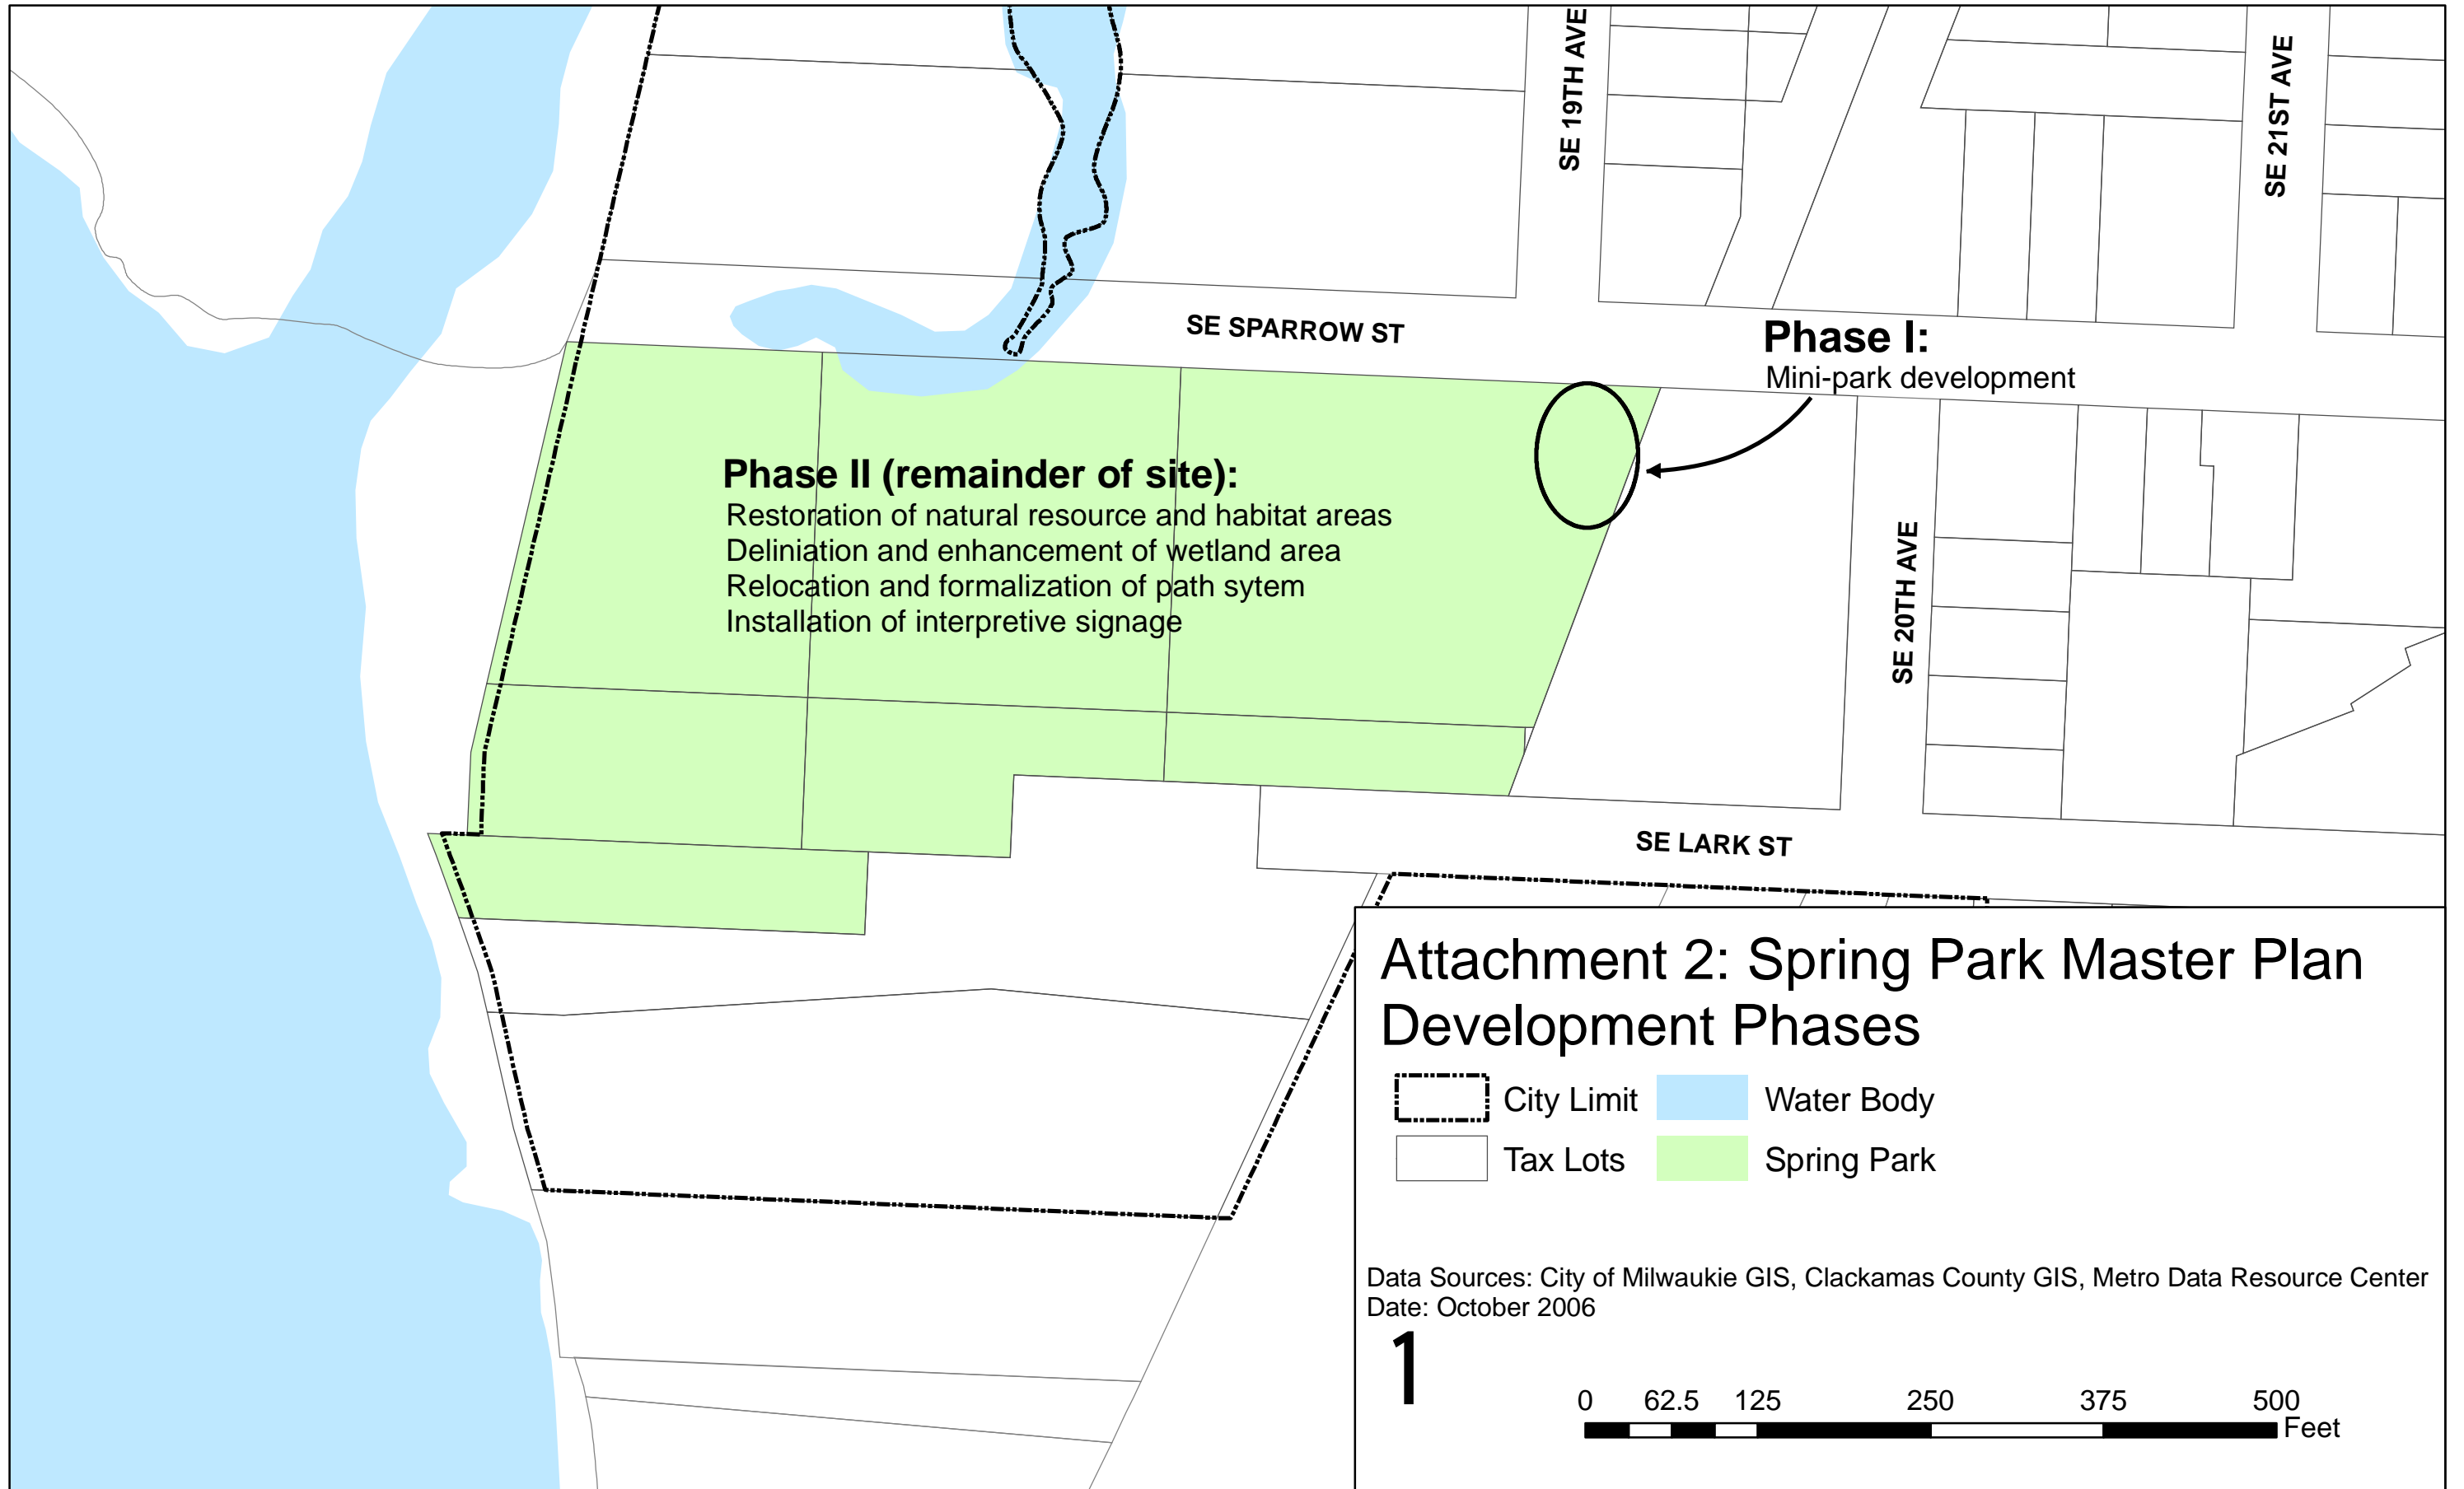 SE 19TH AVE
SE 21ST AVE
SE SPARROW ST
Phase I:
Mini-park development
Phase II (remainder of site):
Restoration of natural resource and habitat areas
Deliniation and enhancement of wetland area
Relocation and formalization of path sytem
Installation of interpretive signage
SE 20TH AVE
SE LARK ST
Attachment 2: Spring Park Master Plan
Development Phases
City Limit Water Body
Tax Lots Spring Park
Data Sources: City of Milwaukie GIS, Clackamas County GIS, Metro Data Resource Center
Date: October 2006
1
0 62.5 125 250 375 500
Feet